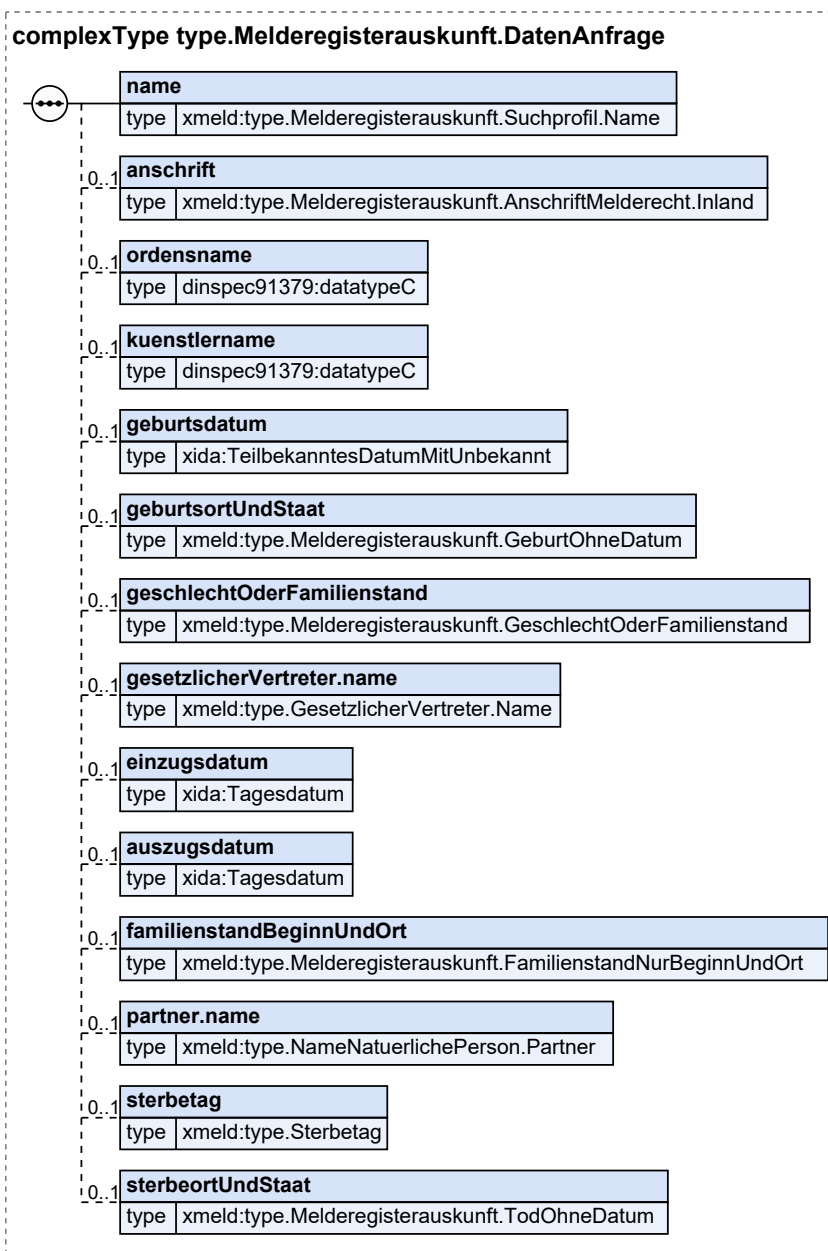 complexType type.Melderegisterauskunft.DatenAnfrage
name
type xmeld:type.Melderegisterauskunft.Suchprofil.Name
0..1 anschrift
type xmeld:type.Melderegisterauskunft.AnschriftMelderecht.Inland
0..1 ordensname
type dinspec91379:datatypeC
0..1 kuenstlername
type dinspec91379:datatypeC
0..1 geburtsdatum
type xida:TeilbekanntesDatumMitUnbekannt
0..1 geburtsortUndStaat
type xmeld:type.Melderegisterauskunft.GeburtOhneDatum
0..1 geschlechtOderFamilienstand
type xmeld:type.Melderegisterauskunft.GeschlechtOderFamilienstand
0..1 gesetzlicherVertreter.name
type xmeld:type.GesetzlicherVertreter.Name
0..1 einzugsdatum
type xida:Tagesdatum
0..1 auszugsdatum
type xida:Tagesdatum
0..1 familienstandBeginnUndOrt
type xmeld:type.Melderegisterauskunft.FamilienstandNurBeginnUndOrt
0..1 partner.name
type xmeld:type.NameNatuerlichePerson.Partner
0..1 sterbetag
type xmeld:type.Sterbetag
0..1 sterbeortUndStaat
type xmeld:type.Melderegisterauskunft.TodOhneDatum